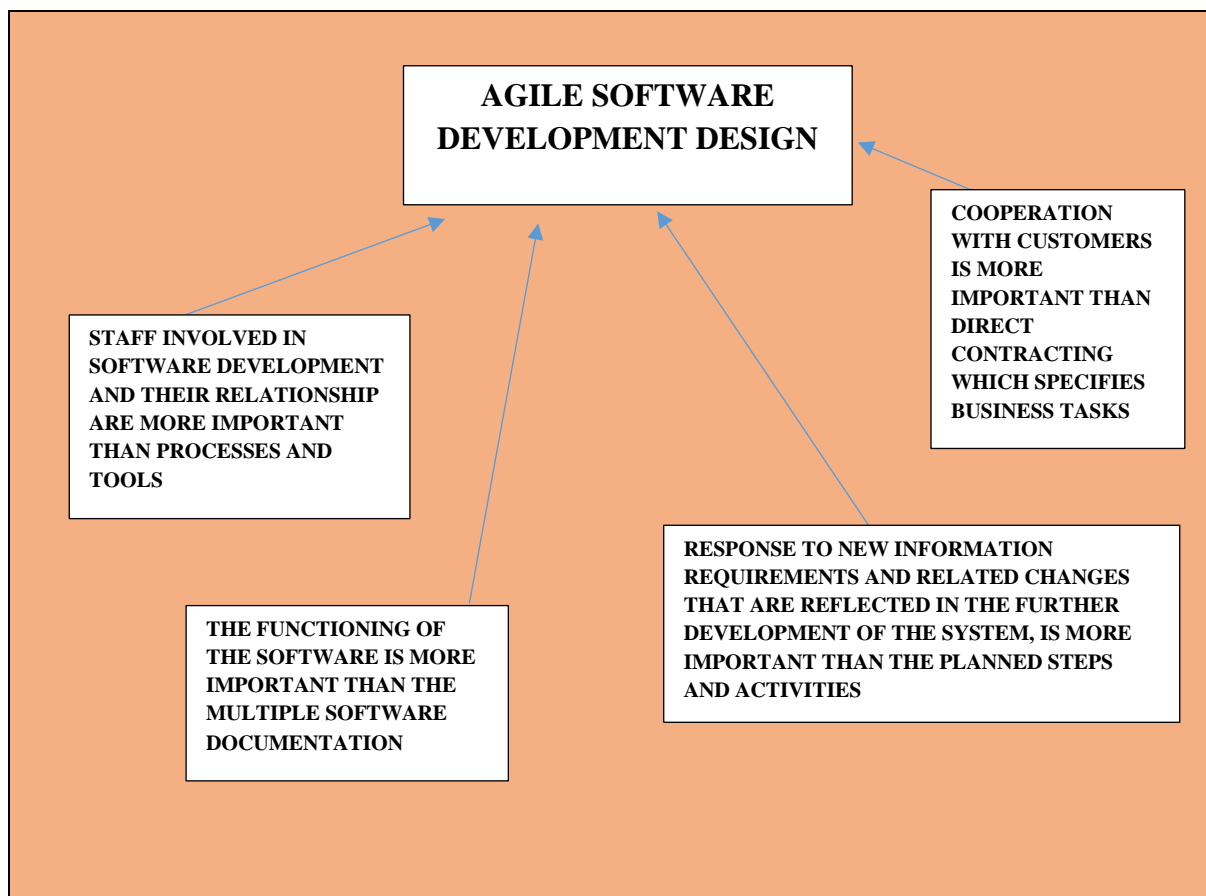 AGILE SOFTWARE
DEVELOPMENT DESIGN
COOPERATION
WITH CUSTOMERS
IS MORE
IMPORTANT THAN
DIRECT
CONTRACTING
WHICH SPECIFIES
BUSINESS TASKS
STAFF INVOLVED IN
SOFTWARE DEVELOPMENT
AND THEIR RELATIONSHIP
ARE MORE IMPORTANT
THAN PROCESSES AND
TOOLS
RESPONSE TO NEW INFORMATION
REQUIREMENTS AND RELATED CHANGES
THAT ARE REFLECTED IN THE FURTHER
DEVELOPMENT OF THE SYSTEM, IS MORE
IMPORTANT THAN THE PLANNED STEPS
AND ACTIVITIES
THE FUNCTIONING OF
THE SOFTWARE IS MORE
IMPORTANT THAN THE
MULTIPLE SOFTWARE
DOCUMENTATION